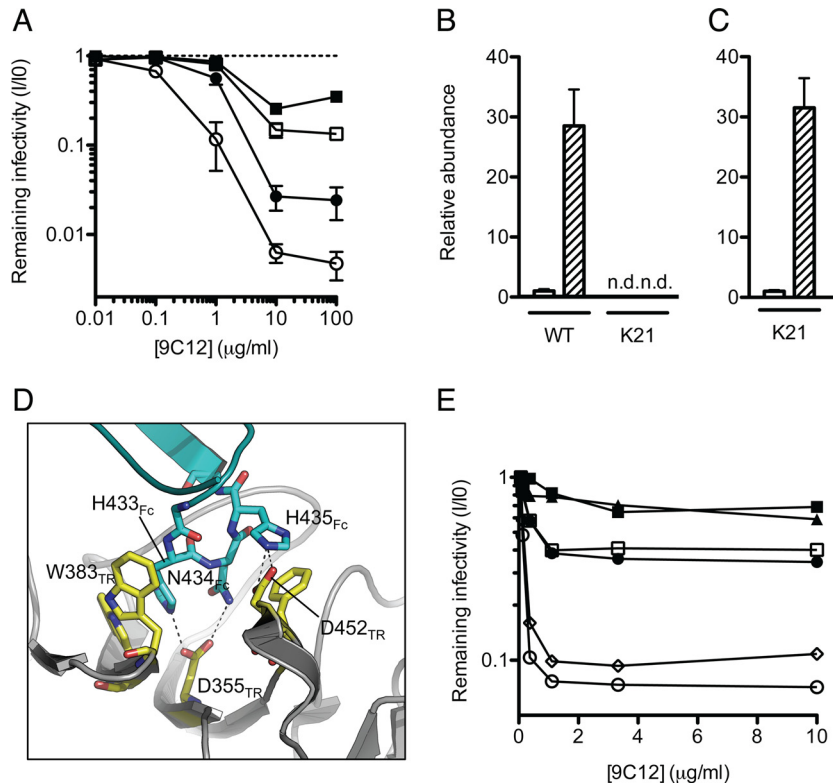 A
Remaining infectivity (I/I0)
1
0.1
0.01
0.01 0.1 1 10 100
[9C12] (μg/ml)
B
Relative abundance
40
30
20
10
0
n.d.n.d.
WT K21
C
40
30
20
10
0
K21
D
H433Fc
H435Fc
W383TR
N434Fc
D452TR
D355TR
E
Remaining infectivity (I/I0)
1
0.1
0 2 4 6 8 10
[9C12] (μg/ml)